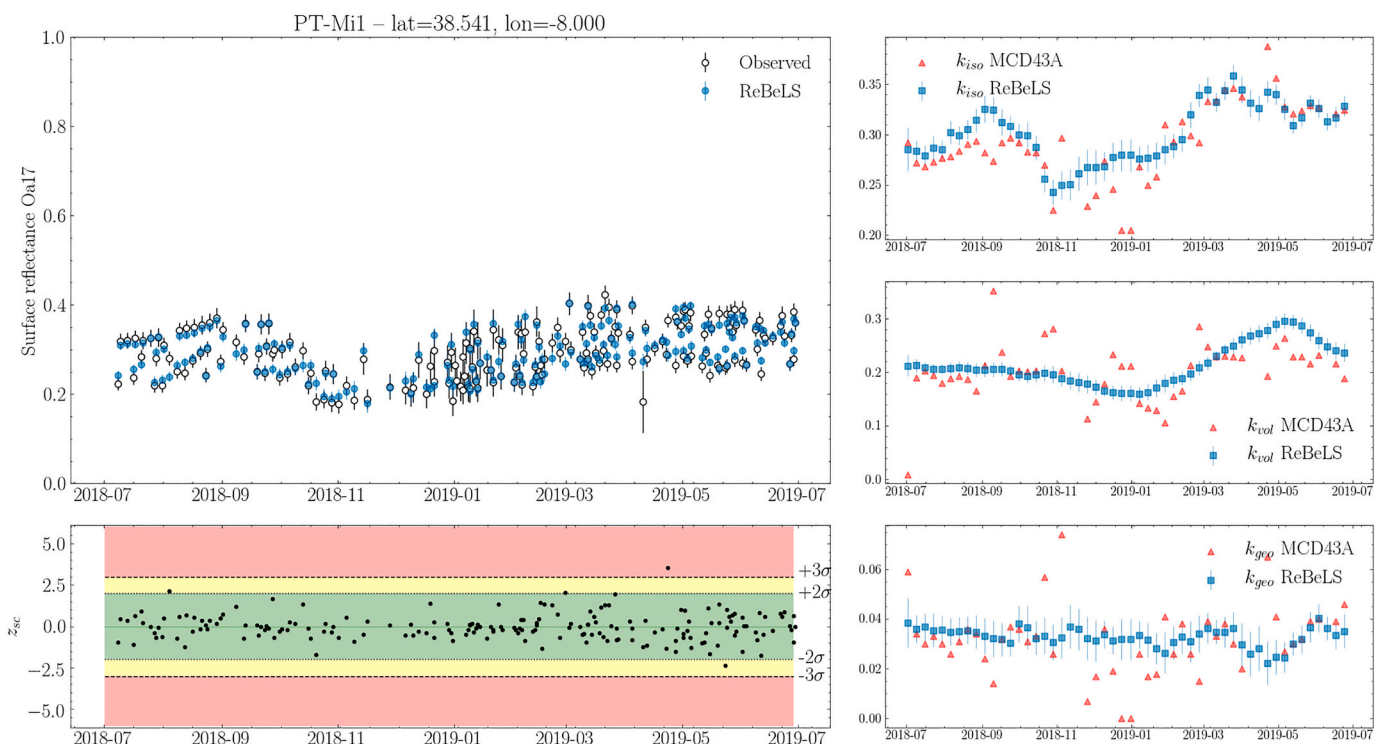 PT-Mi1 – lat=38.541, lon=-8.000
Surface reflectance Oa17
1.0
0.8
0.6
0.4
0.2
0.0
Observed
ReBeLS
2018-07 2018-09 2018-11 2019-01 2019-03 2019-05 2019-07
z_sc
5.0
2.5
0.0
−2.5
−5.0
+3σ
+2σ
-2σ
-3σ
2018-07 2018-09 2018-11 2019-01 2019-03 2019-05 2019-07
k_iso MCD43A
k_iso ReBeLS
0.35
0.30
0.25
0.20
2018-07 2018-09 2018-11 2019-01 2019-03 2019-05 2019-07
0.3
0.2
0.1
0.0
k_vol MCD43A
k_vol ReBeLS
2018-07 2018-09 2018-11 2019-01 2019-03 2019-05 2019-07
k_geo MCD43A
k_geo ReBeLS
0.06
0.04
0.02
0.00
2018-07 2018-09 2018-11 2019-01 2019-03 2019-05 2019-07